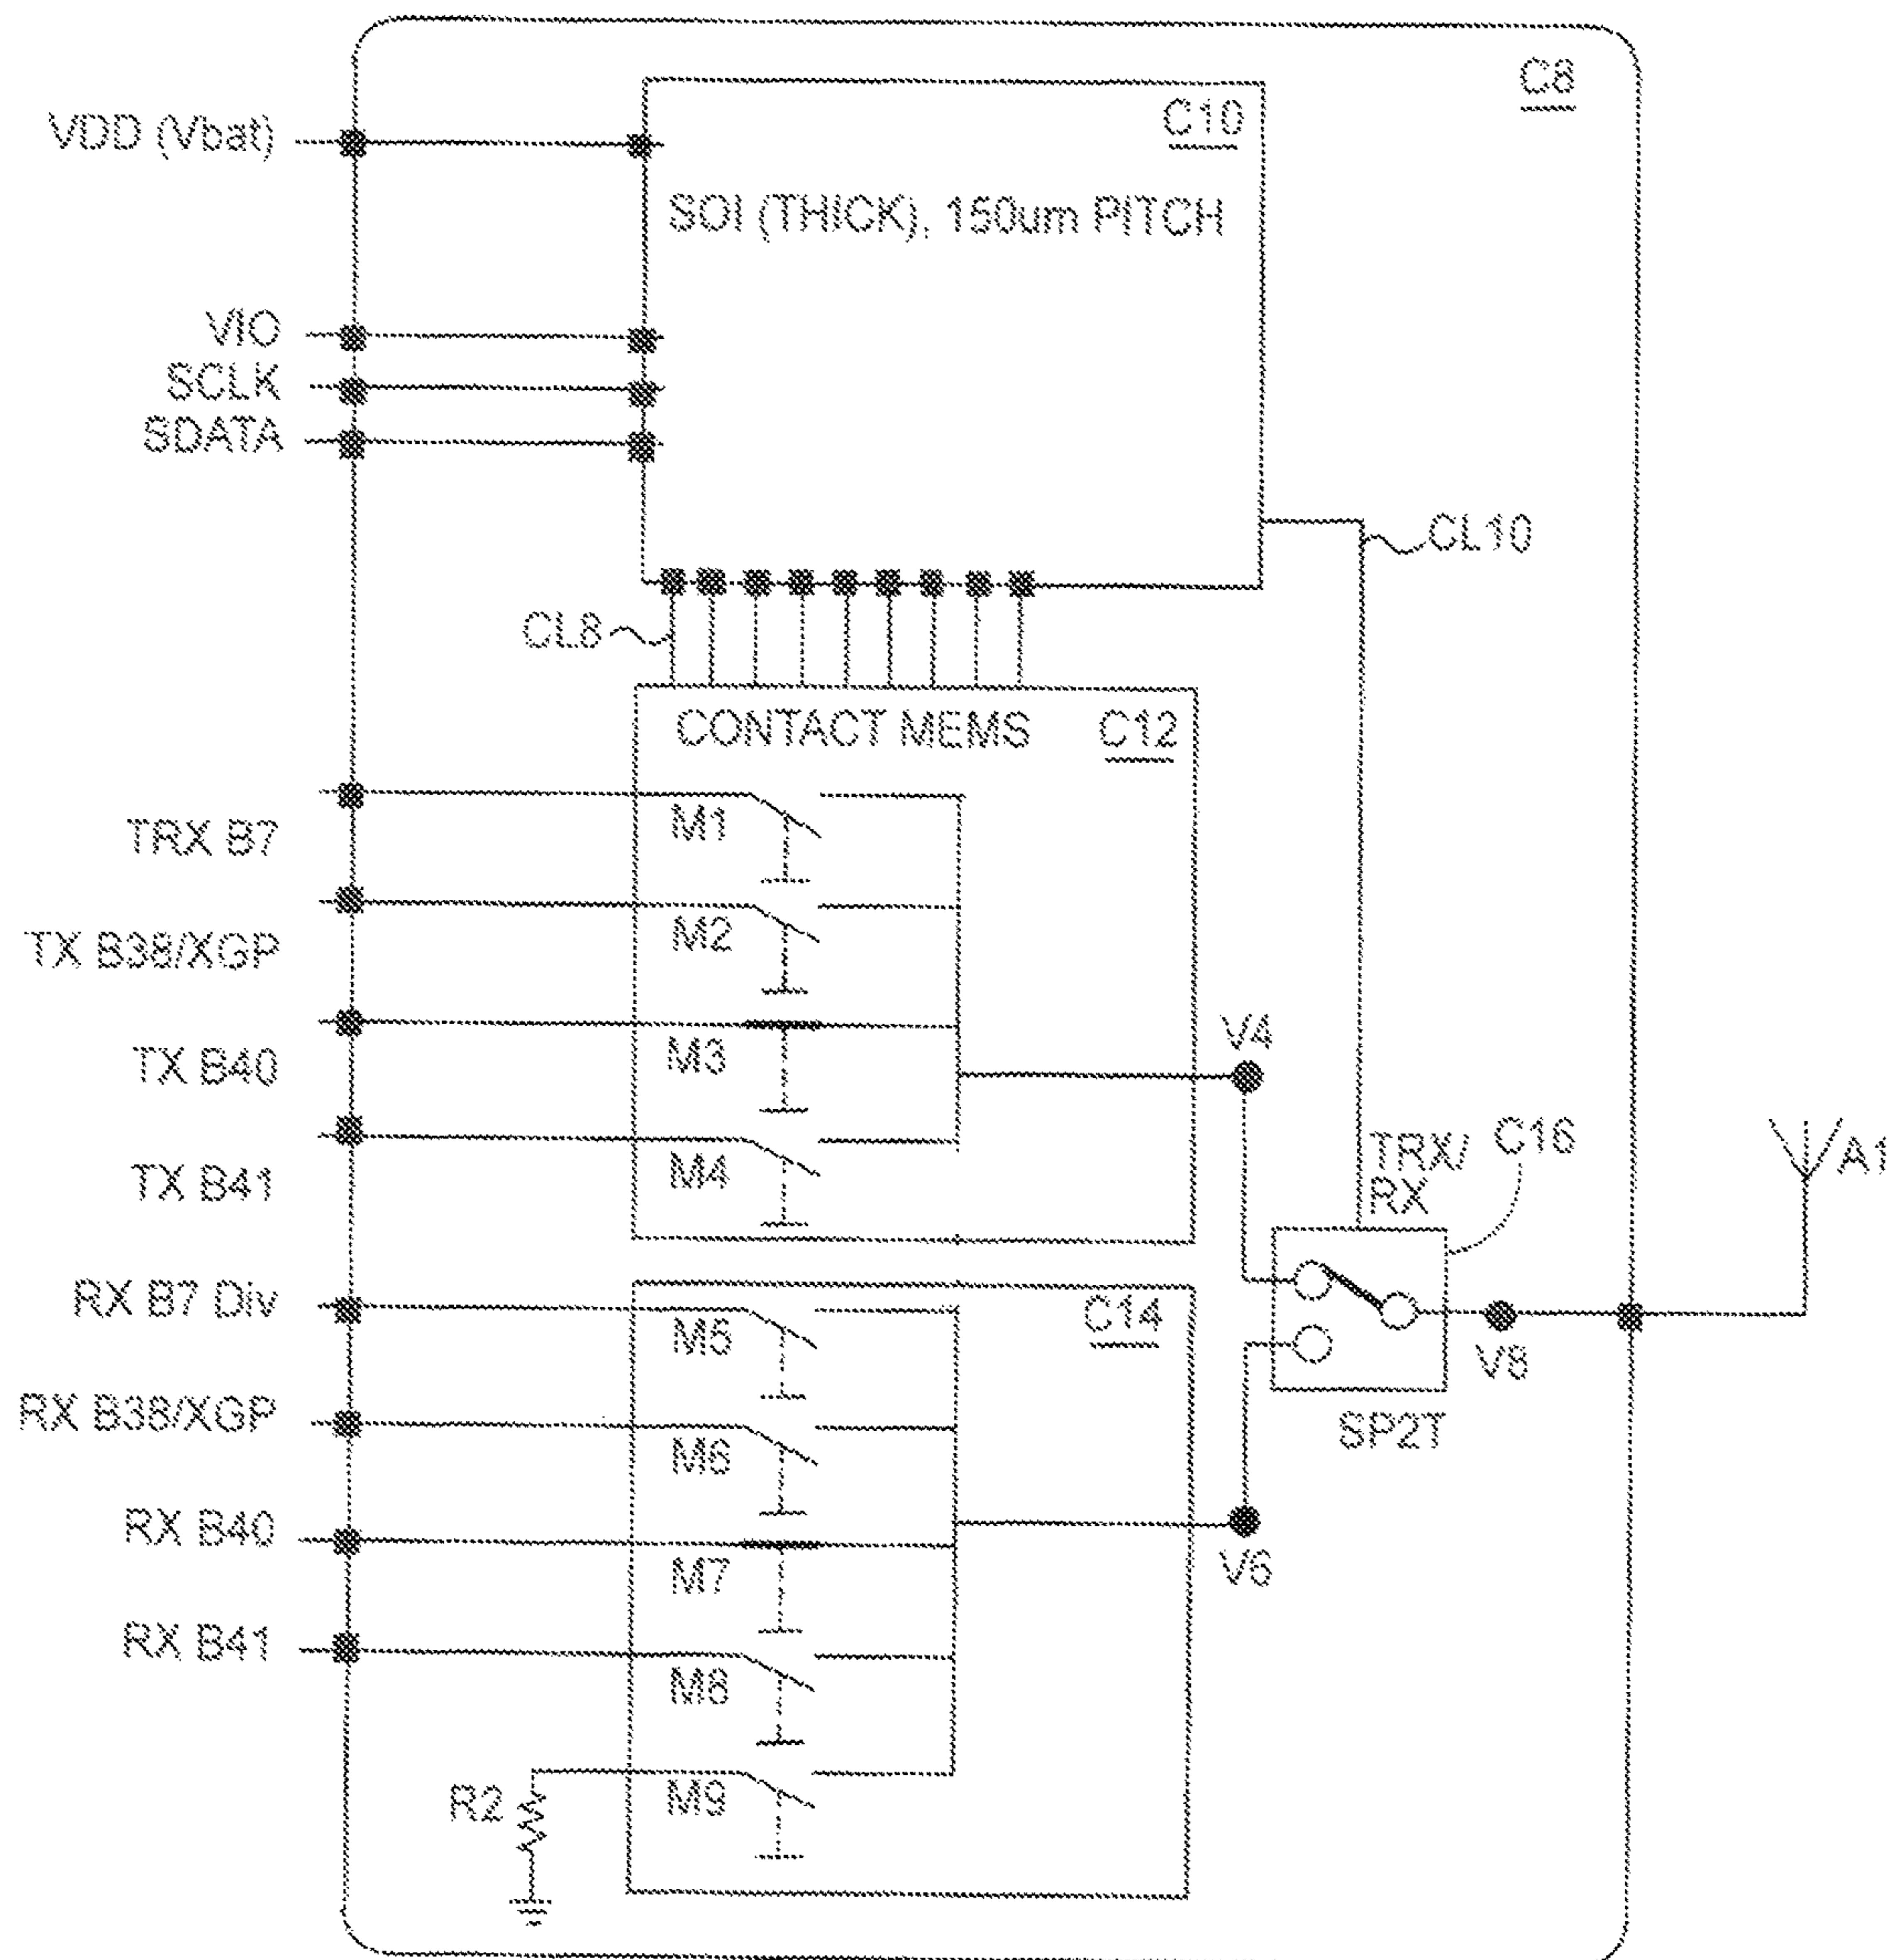 C8
VDD (Vbat)
C10
SOI (THICK), 150um PITCH
VIO
SCLK
SDATA
CL10
CL8
CONTACT MEMS
C12
M1
TRX B7
M2
TX B38/XGP
V4
M3
TX B40
TRX/
RX
C16
A1
M4
TX B41
RX B7 Div
C14
M5
V8
RX B38/XGP
M6
SP2T
RX B40
M7
V6
RX B41
M8
R2
M9